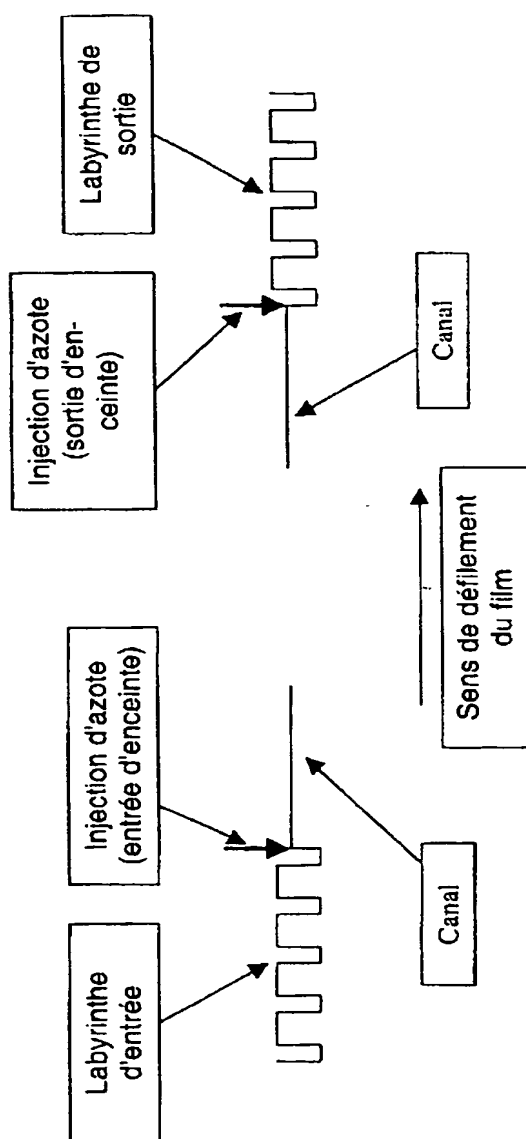 Labyrinthe
d'entrée
Injection d'azote
(entrée d'enceinte)
Injection d'azote
(sortie d'en-
ceinte)
Labyrinthe de
sortie
Canal
Sens de défilement
du film
Canal